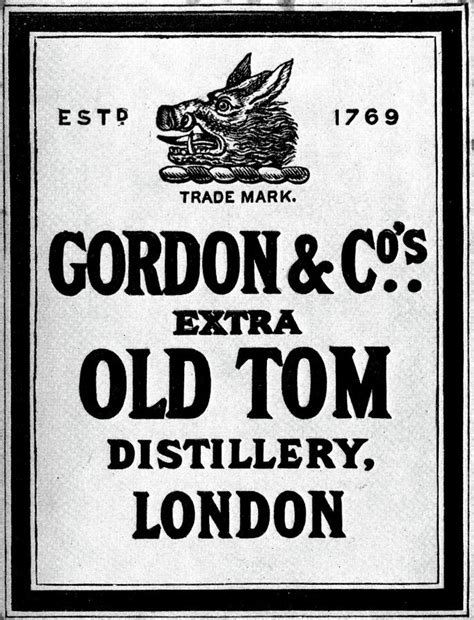 ESTD 1769
TRADE MARK.
GORDON & Co's..
EXTRA
OLD TOM
DISTILLERY,
LONDON